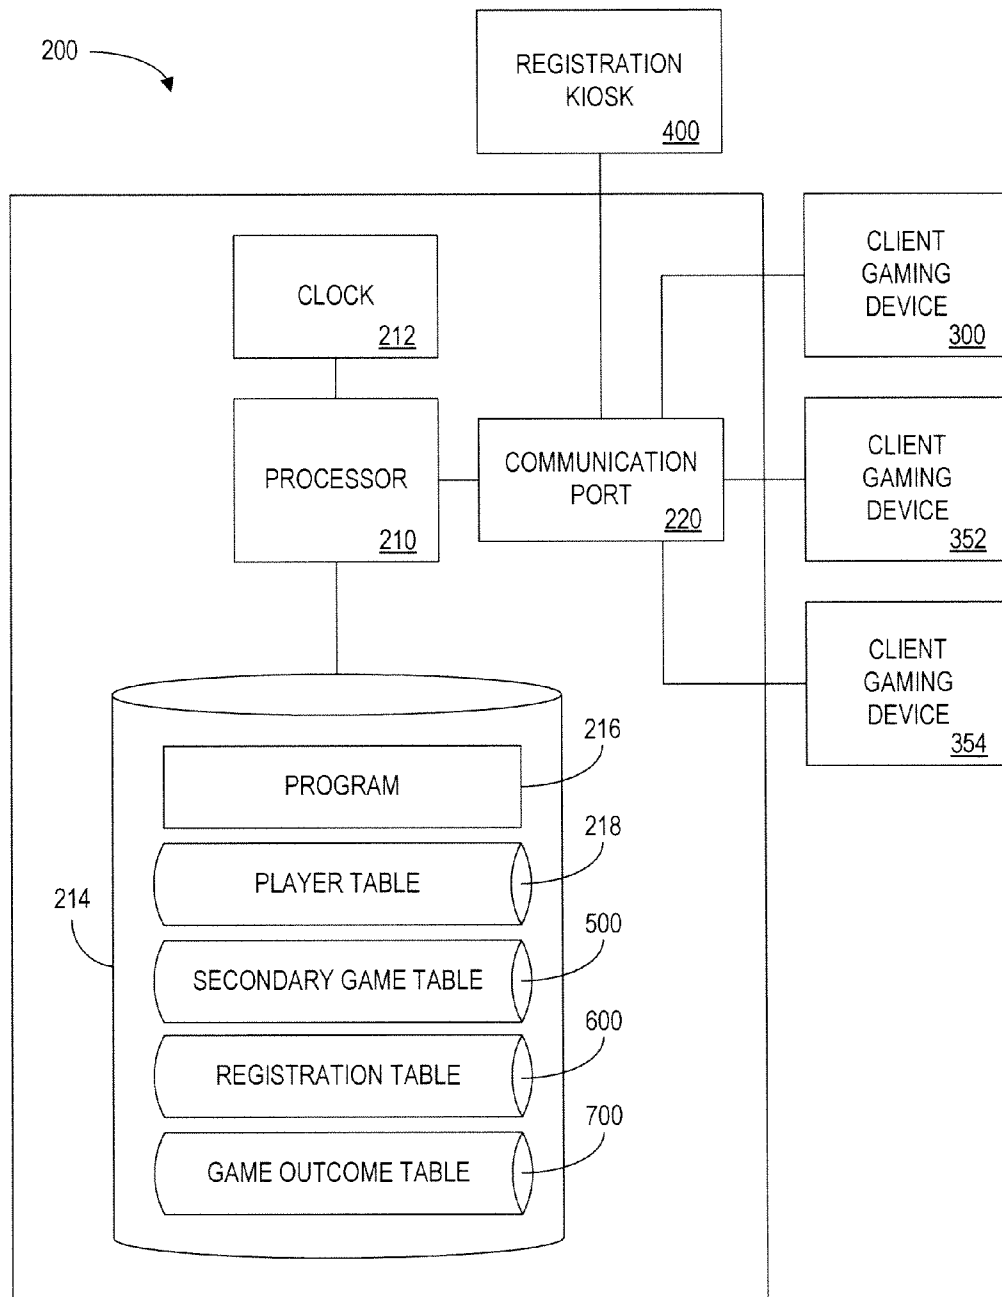 200
REGISTRATION
KIOSK
400
CLOCK
212
CLIENT
GAMING
DEVICE
300
PROCESSOR
210
COMMUNICATION
PORT
220
CLIENT
GAMING
DEVICE
352
CLIENT
GAMING
DEVICE
354
214
PROGRAM
216
PLAYER TABLE
218
SECONDARY GAME TABLE
500
REGISTRATION TABLE
600
GAME OUTCOME TABLE
700